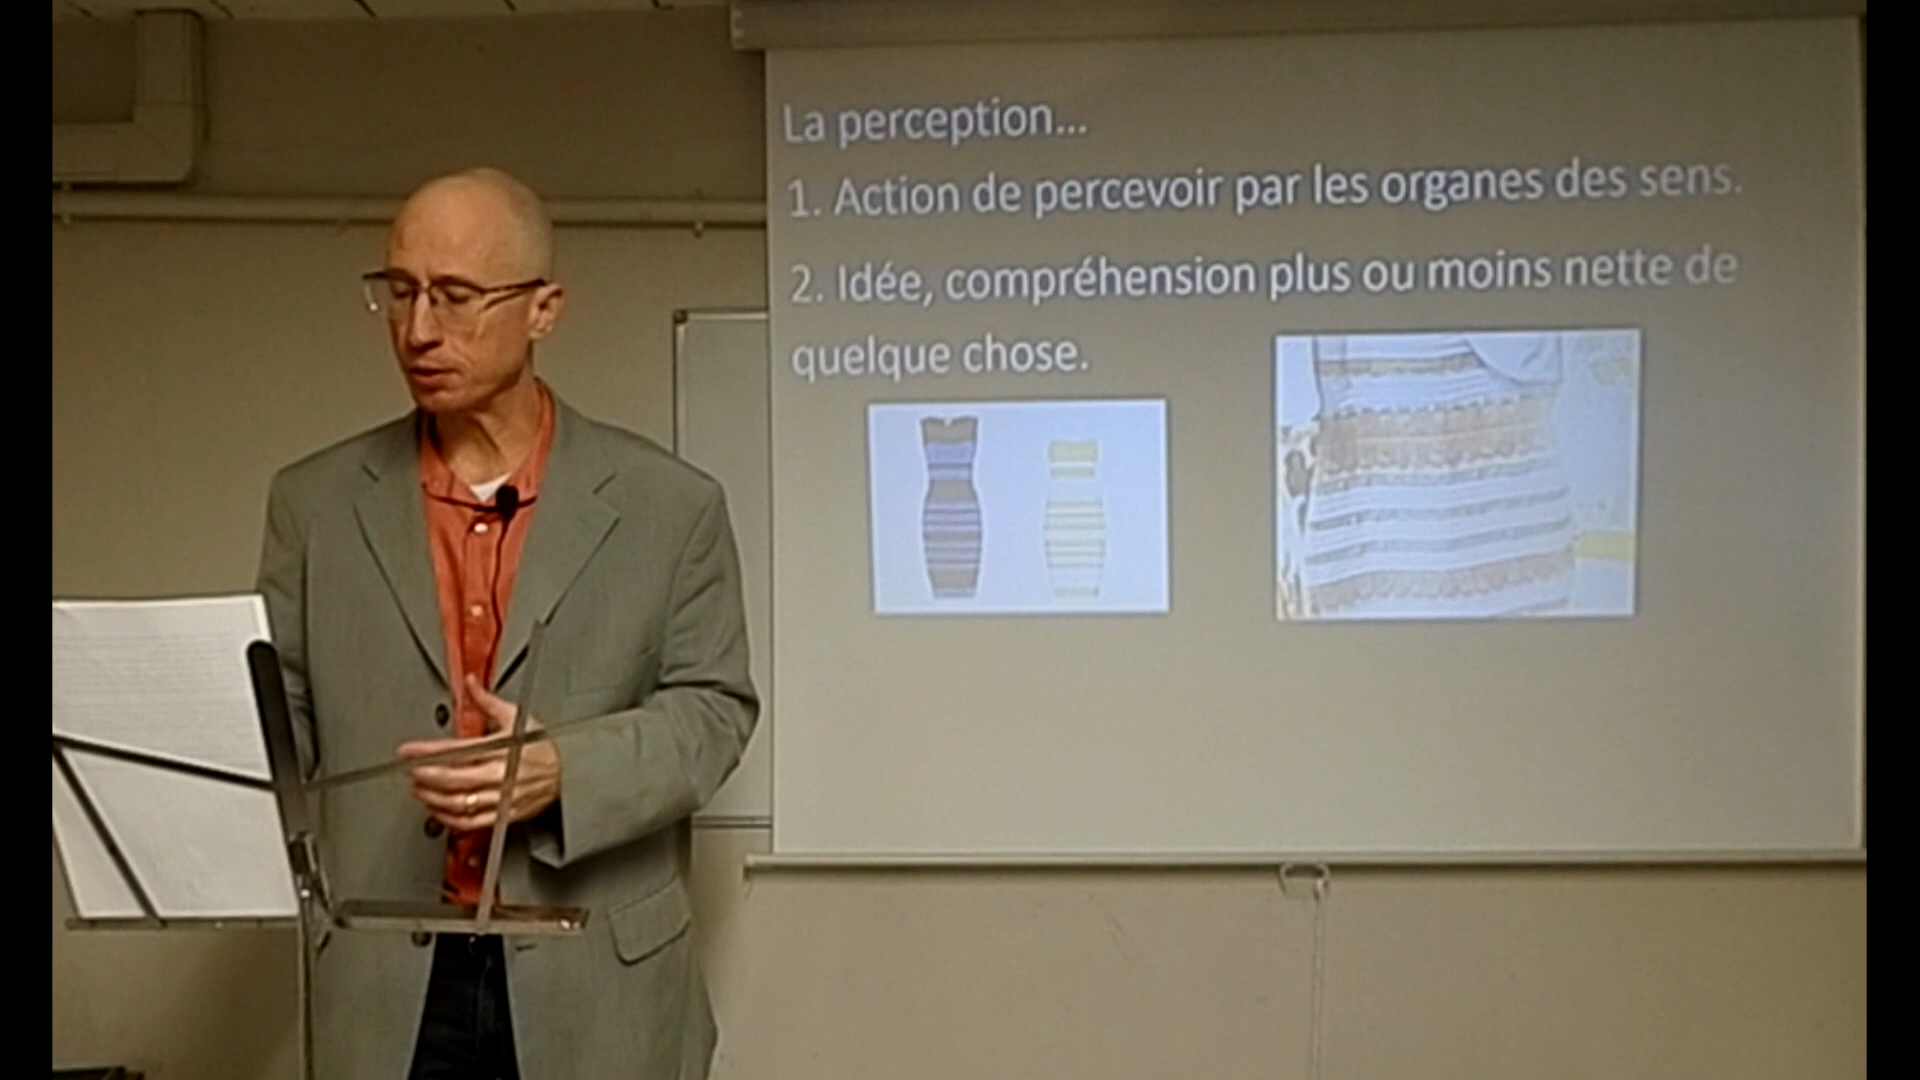 La perception...
1. Action de percevoir par les organes des sens.
2. Idée, compréhension plus ou moins nette de
quelque chose.